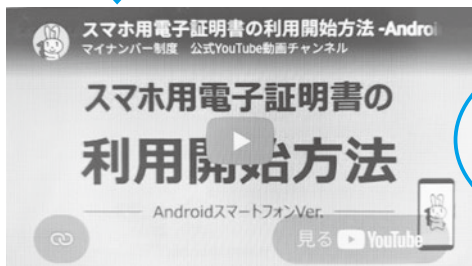 スマホ用電子証明書の利用開始方法 -Androi
マイナンバー制度 公式YouTube動画チャンネル
スマホ用電子証明書の
利用開始方法
AndroidスマートフォンVer.
見る YouTube